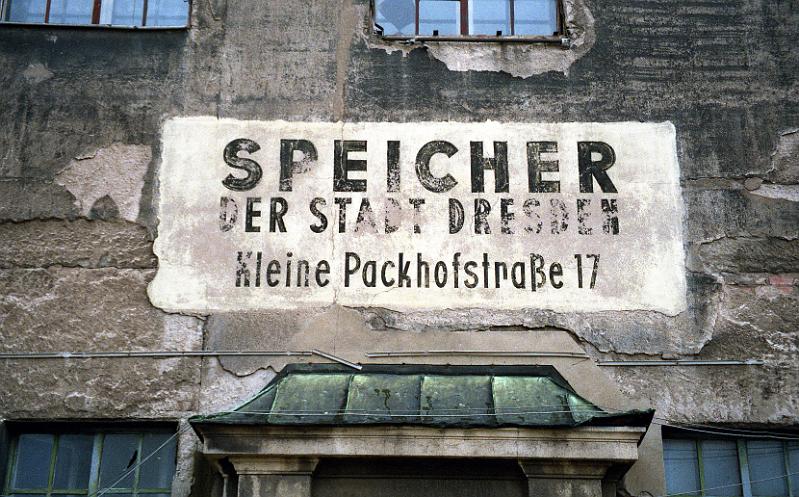 SPEICHER
DER STADT DRESDEN
Kleine Packhofstraße 17